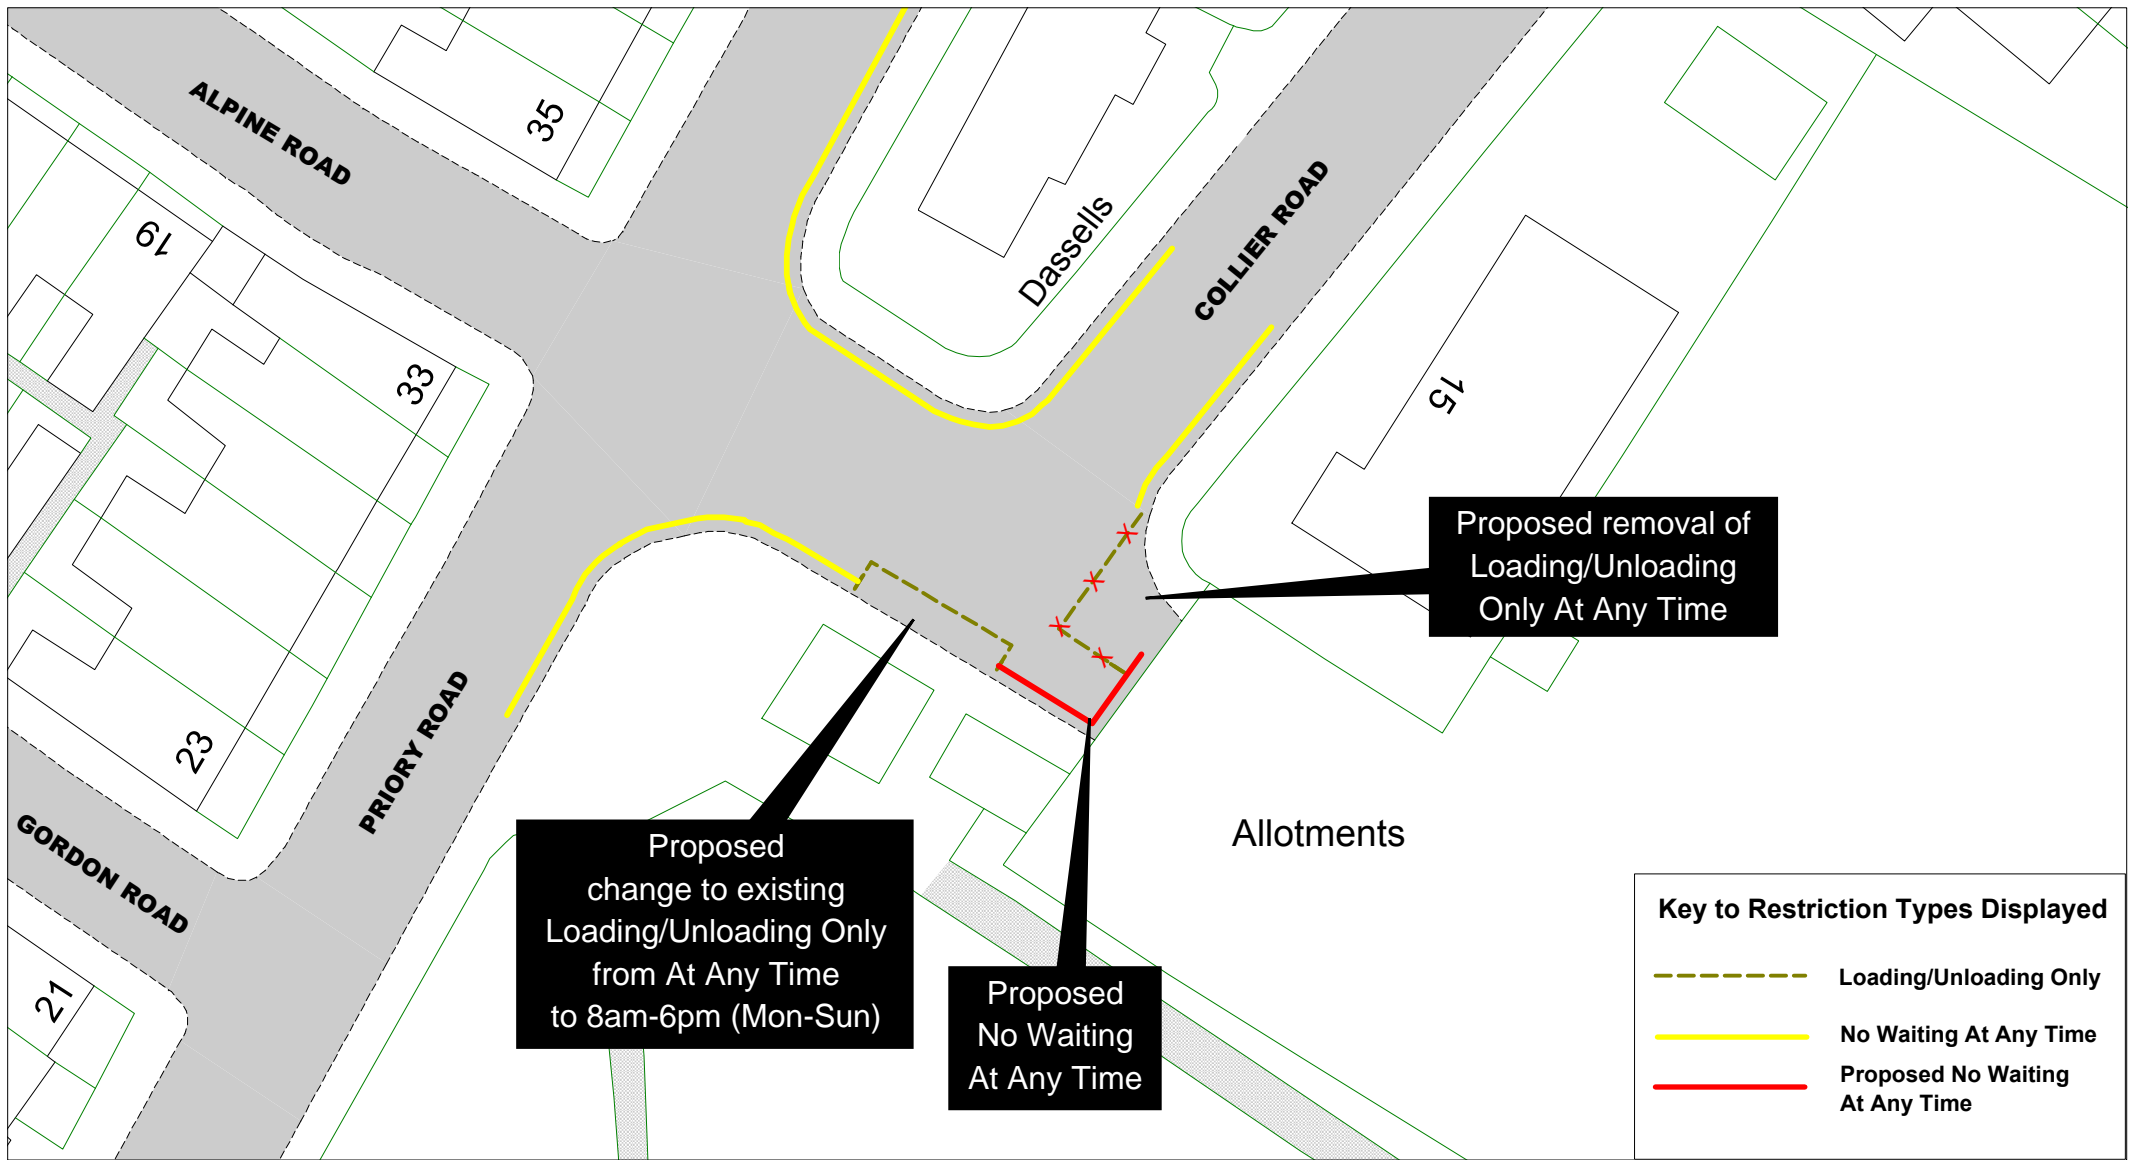 ALPINE ROAD
35
19
Dassells
COLLIER ROAD
33
15
23
PRIORY ROAD
GORDON ROAD
21
Proposed removal of
Loading/Unloading
Only At Any Time
Proposed
change to existing
Loading/Unloading Only
from At Any Time
to 8am-6pm (Mon-Sun)
Proposed
No Waiting
At Any Time
Allotments
Key to Restriction Types Displayed
Loading/Unloading Only
No Waiting At Any Time
Proposed No Waiting
At Any Time